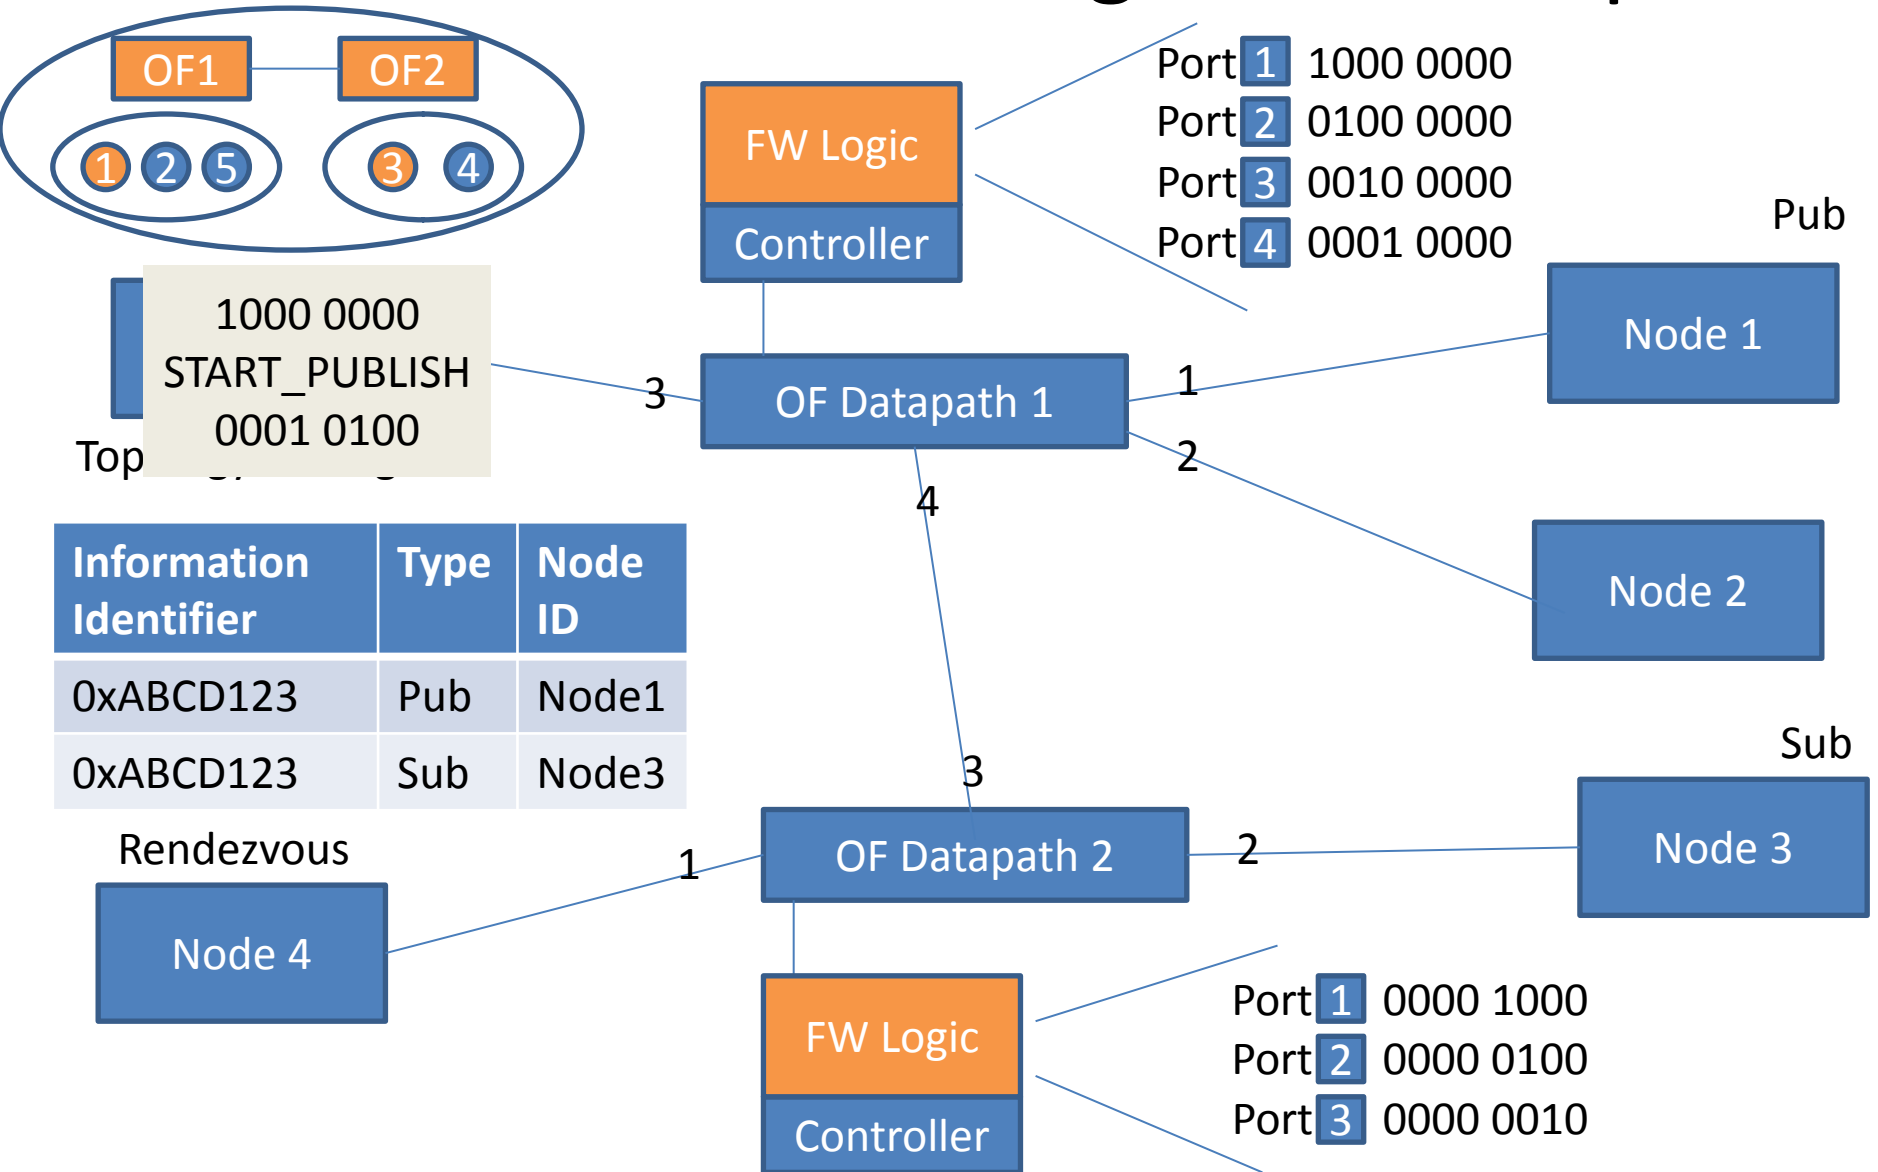 OF1
OF2
1 2 5
3 4
FW Logic
Controller
Port 1 1000 0000
Port 2 0100 0000
Port 3 0010 0000
Port 4 0001 0000
Pub
Node 1
1000 0000
START_PUBLISH
0001 0100
3
OF Datapath 1
1
2
4
Node 2
Information Identifier Type Node ID
0xABCD123 Pub Node1
0xABCD123 Sub Node3
Sub
Node 3
3
OF Datapath 2
1
2
Rendezvous
Node 4
FW Logic
Controller
Port 1 0000 1000
Port 2 0000 0100
Port 3 0000 0010